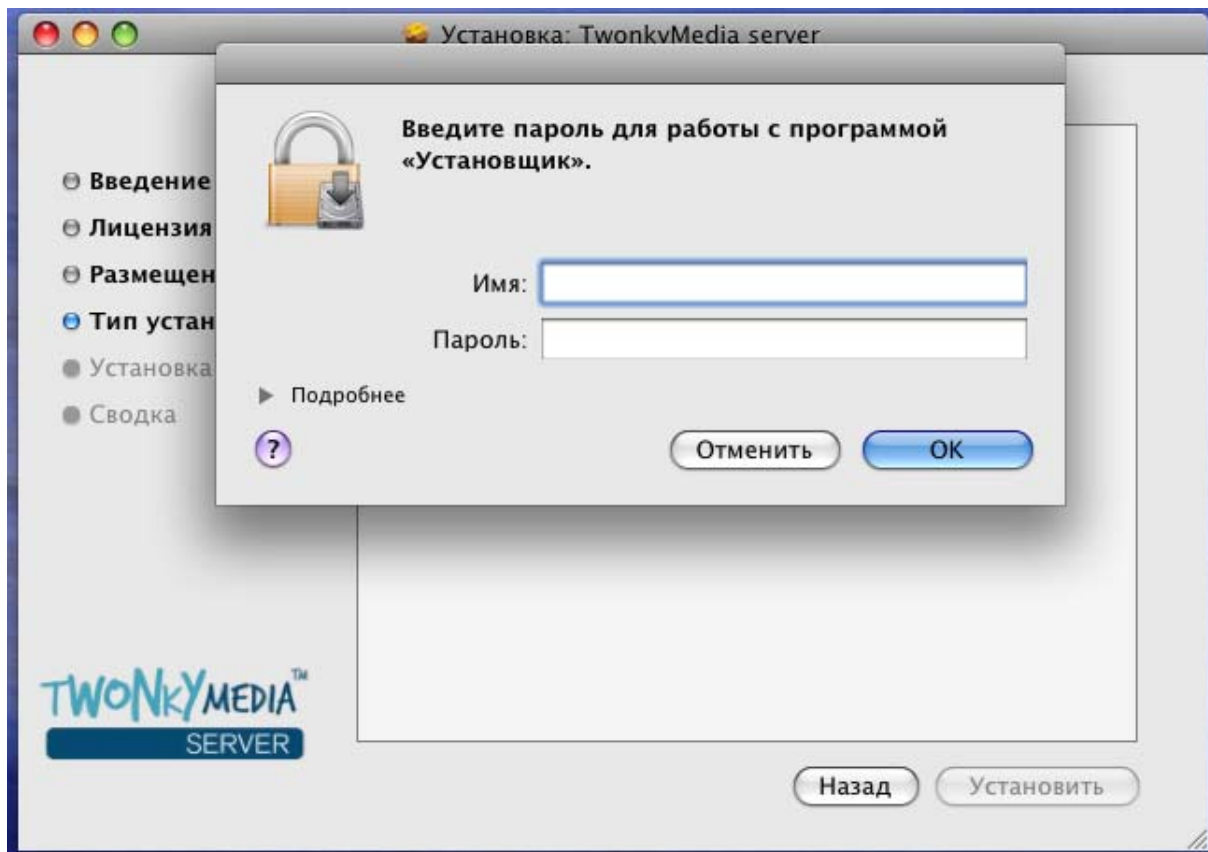 Установка: TwonkyMedia server
Введите пароль для работы с программой
«Установщик».
Имя:
Пароль:
Подробнее
?
Отменить
OK
Введение
Лицензия
Размещен
Тип устан
Установка
Сводка
TWONKYMEDIA™
SERVER
Назад
Установить